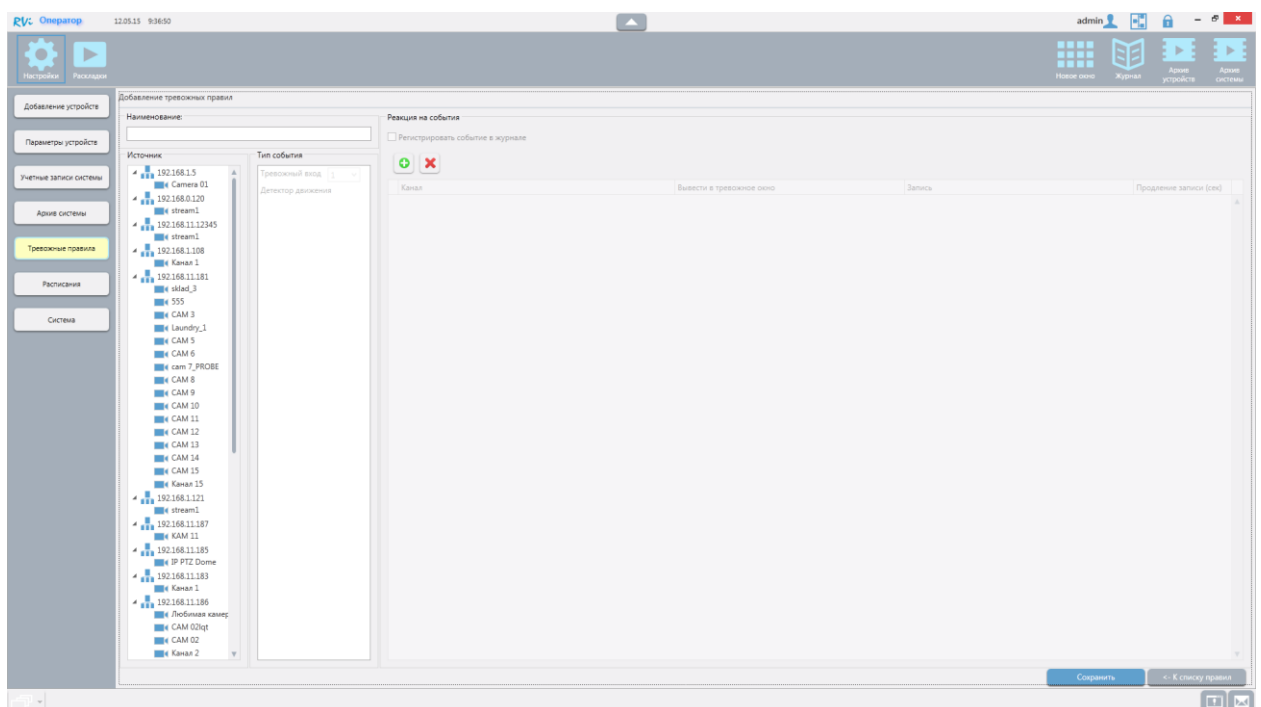 RVi Оператор 12.05.15 9:36:50 admin
Настройки Раскладки Новое окно Журнал Архив устройств Архив системы
Добавление устройств
Параметры устройств
Учетные записи системы
Архив системы
Тревожные правила
Расписания
Система
Добавление тревожных правил
Наименование:
Источник
192.168.1.5
Camera 01
192.168.0.120
stream1
192.168.11.12345
stream1
192.168.1.108
Канал 1
192.168.11.181
sklad_3
555
CAM 3
Laundry_1
CAM 5
CAM 6
cam 7_PROBE
CAM 8
CAM 9
CAM 10
CAM 11
CAM 12
CAM 13
CAM 14
CAM 15
Канал 15
192.168.1.121
stream1
192.168.11.187
KAM 11
192.168.11.185
IP PTZ Dome
192.168.11.183
Канал 1
192.168.11.186
Любимая камер
CAM 02lqt
CAM 02
Канал 2
Тип события
Тревожный вход 1
Детектор движения
Реакция на события
Регистрировать событие в журнале
Канал Вывести в тревожное окно Запись Продление записи (сек)
Сохранить <- К списку правил